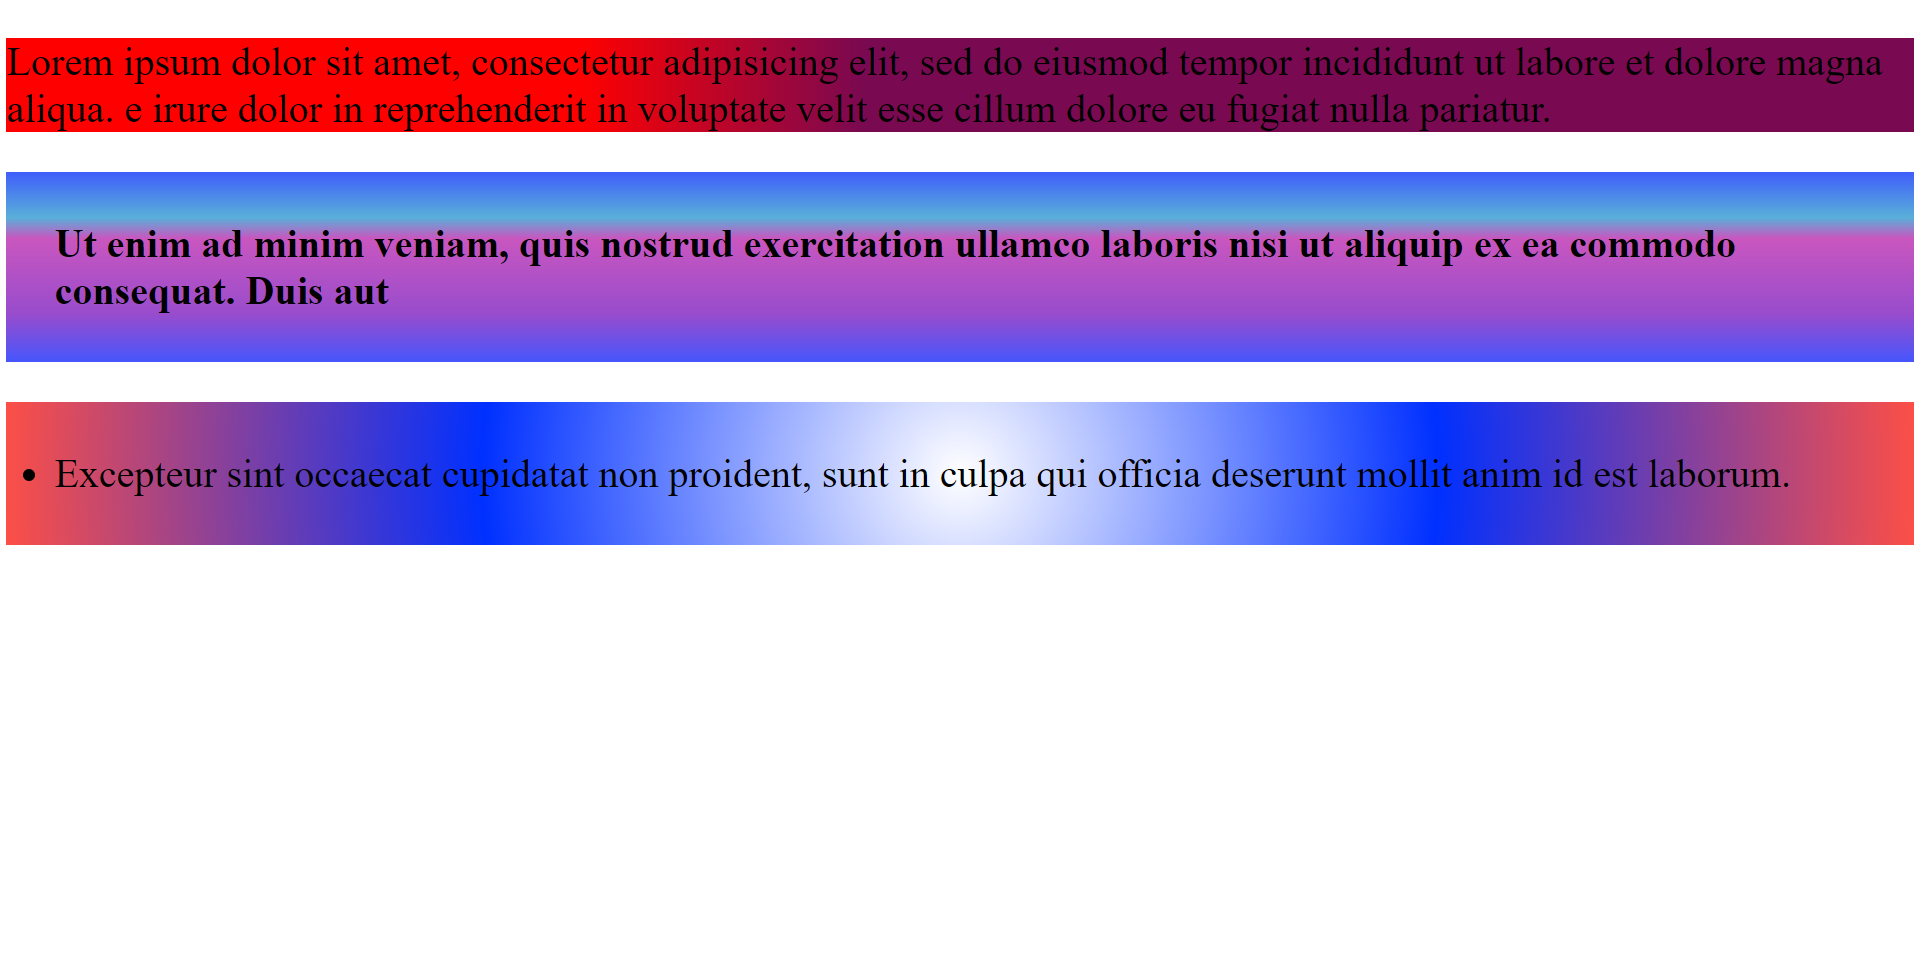 Lorem ipsum dolor sit amet, consectetur adipisicing elit, sed do eiusmod tempor incididunt ut labore et dolore magna
aliqua. e irure dolor in reprehenderit in voluptate velit esse cillum dolore eu fugiat nulla pariatur.
Ut enim ad minim veniam, quis nostrud exercitation ullamco laboris nisi ut aliquip ex ea commodo
consequat. Duis aut
• Excepteur sint occaecat cupidatat non proident, sunt in culpa qui officia deserunt mollit anim id est laborum.